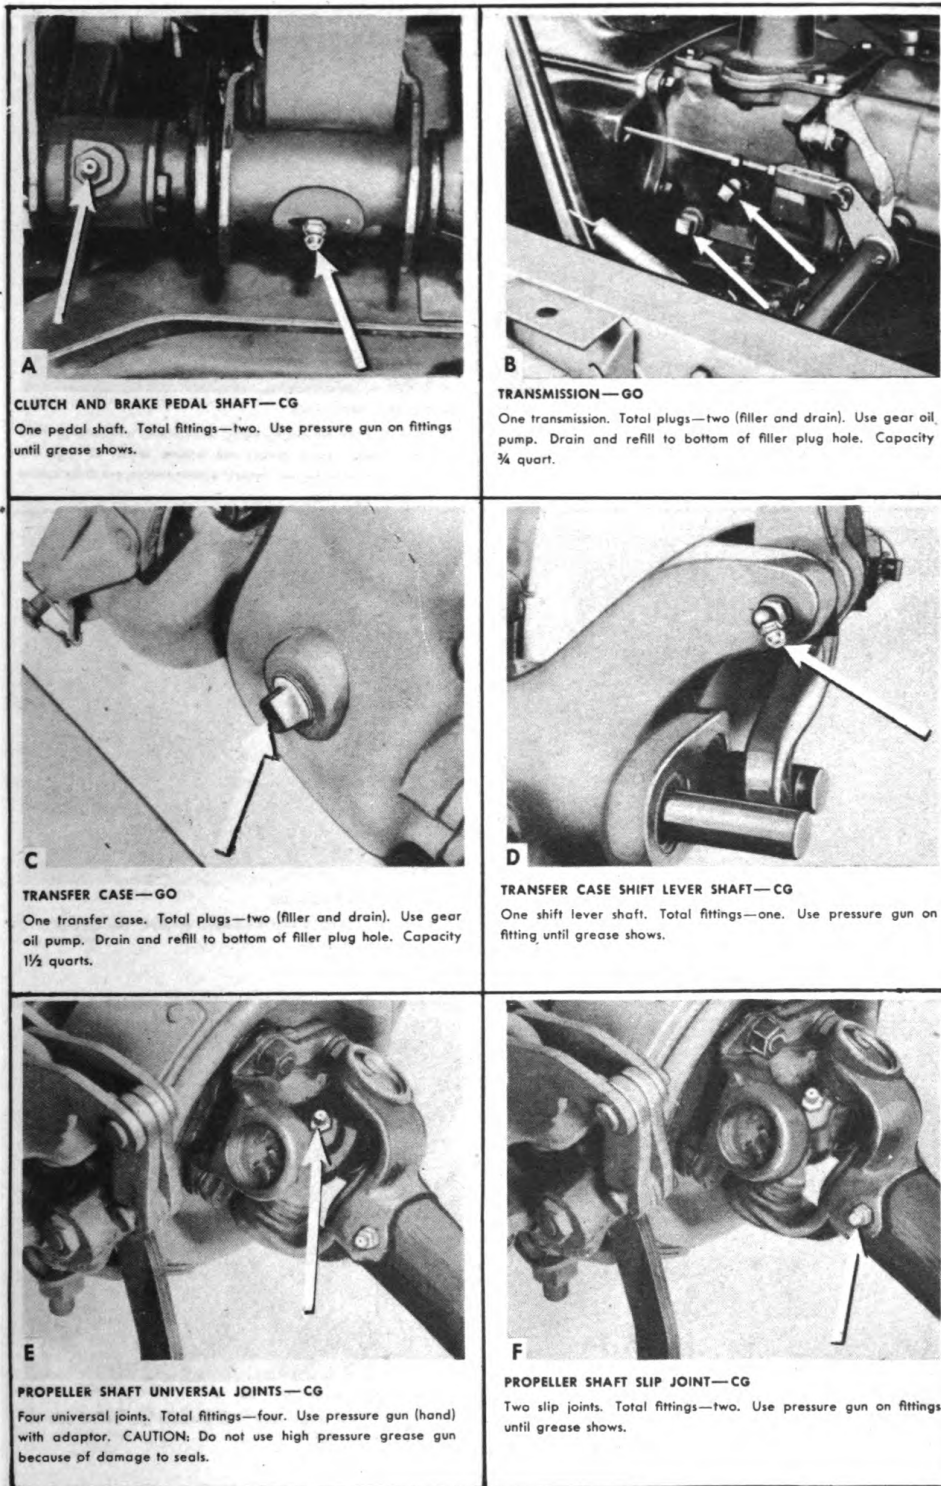 A
CLUTCH AND BRAKE PEDAL SHAFT—CG
One pedal shaft. Total fittings—two. Use pressure gun on fittings
until grease shows.
B
TRANSMISSION—GO
One transmission. Total plugs—two (filler and drain). Use gear oil
pump. Drain and refill to bottom of filler plug hole. Capacity
¾ quart.
C
TRANSFER CASE—GO
One transfer case. Total plugs—two (filler and drain). Use gear
oil pump. Drain and refill to bottom of filler plug hole. Capacity
1½ quarts.
D
TRANSFER CASE SHIFT LEVER SHAFT—CG
One shift lever shaft. Total fittings—one. Use pressure gun on
fitting until grease shows.
E
PROPELLER SHAFT UNIVERSAL JOINTS—CG
Four universal joints. Total fittings—four. Use pressure gun (hand)
with adaptor. CAUTION: Do not use high pressure grease gun
because of damage to seals.
F
PROPELLER SHAFT SLIP JOINT—CG
Two slip joints. Total fittings—two. Use pressure gun on fittings
until grease shows.